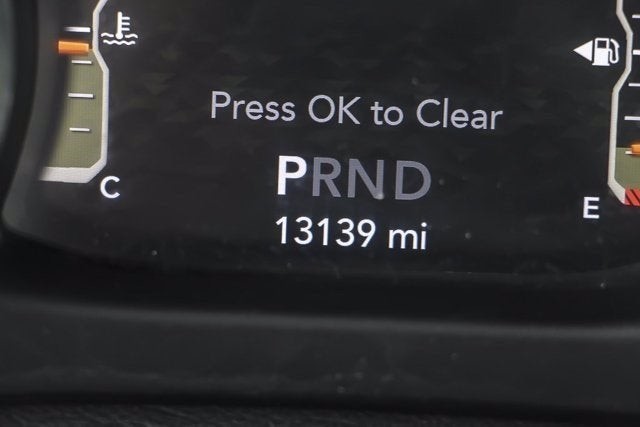 Press OK to Clear
PRND
13139 mi
C
E